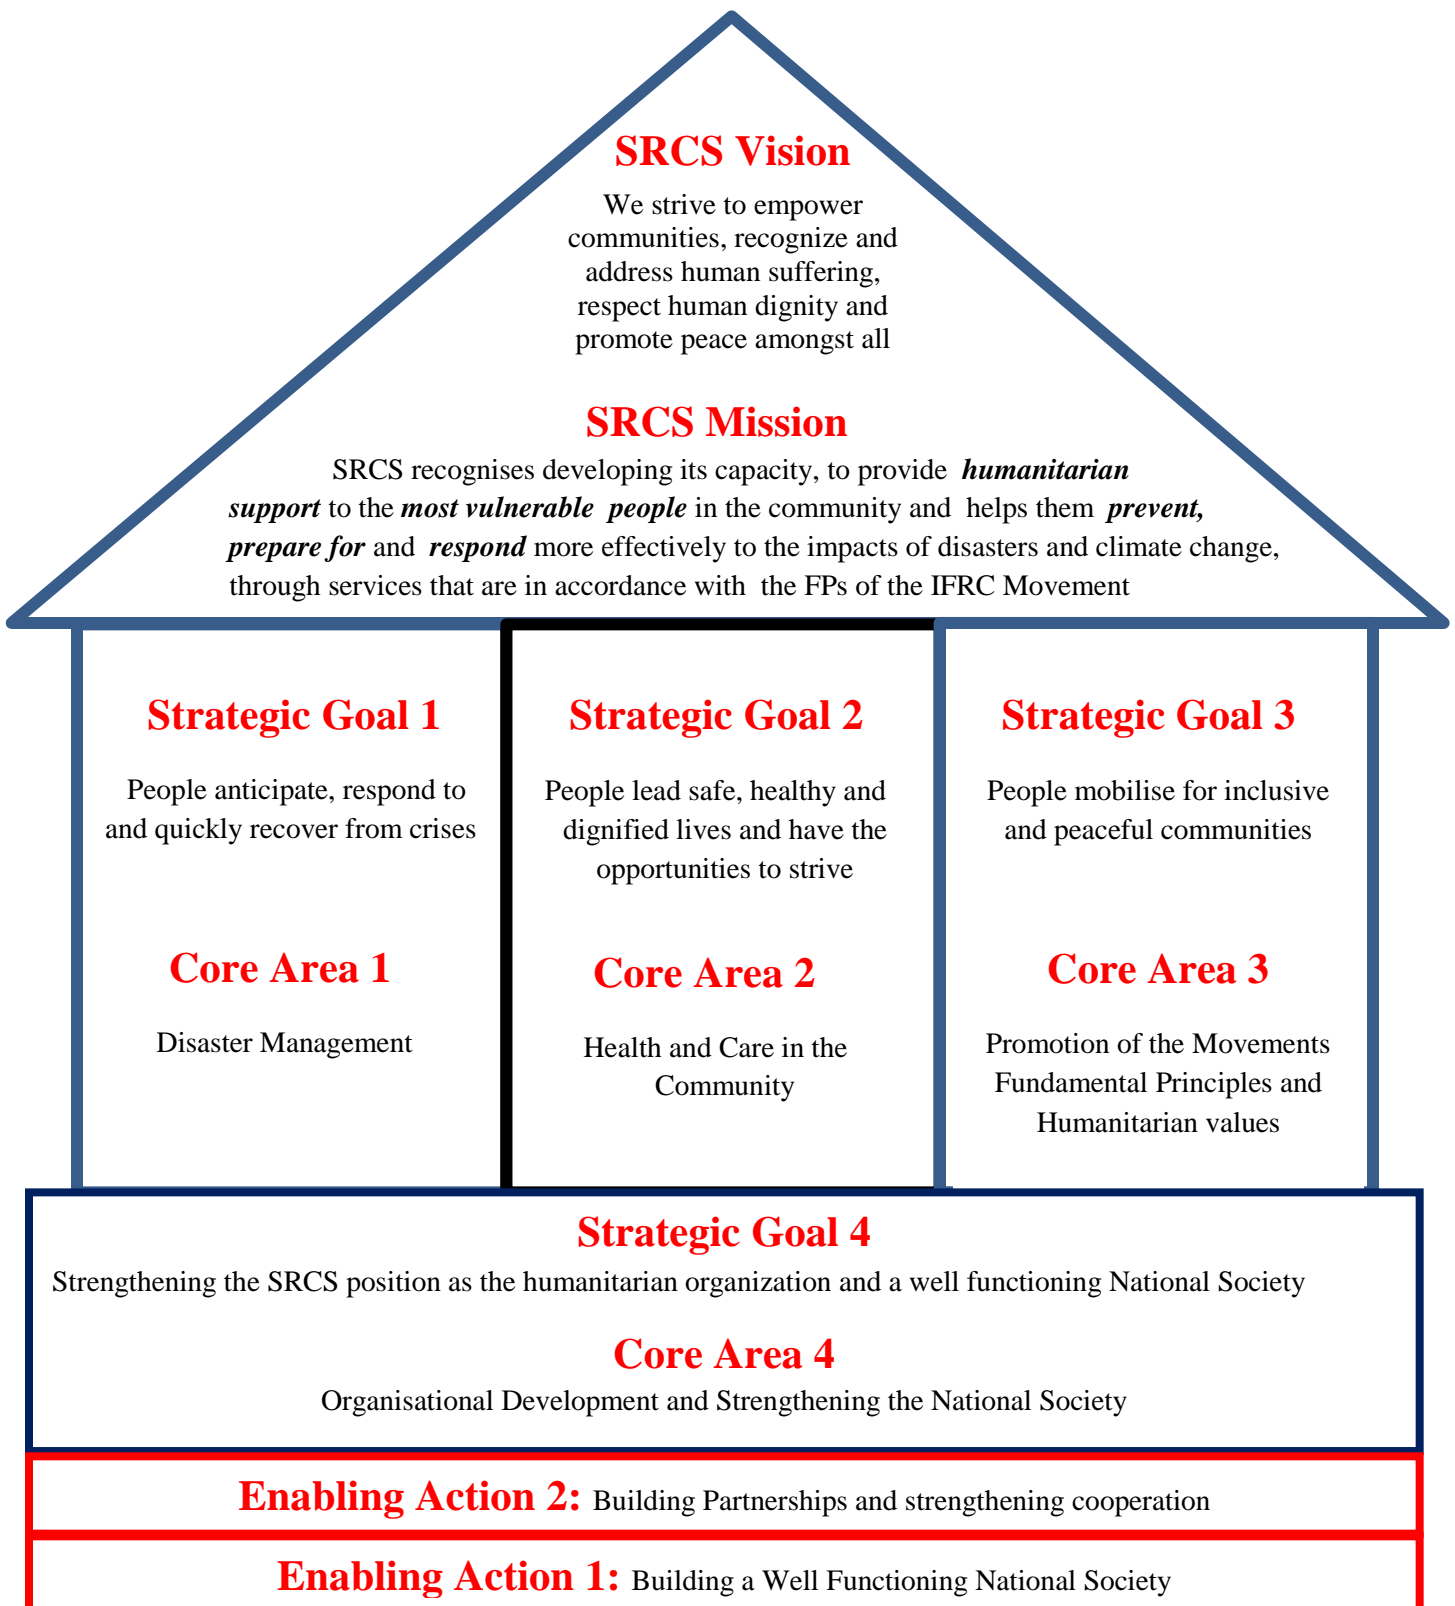 SRCS Vision
We strive to empower
communities, recognize and
address human suffering,
respect human dignity and
promote peace amongst all
SRCS Mission
SRCS recognises developing its capacity, to provide humanitarian
support to the most vulnerable people in the community and helps them prevent,
prepare for and respond more effectively to the impacts of disasters and climate change,
through services that are in accordance with the FPs of the IFRC Movement
Strategic Goal 1
People anticipate, respond to
and quickly recover from crises
Core Area 1
Disaster Management
Strategic Goal 2
People lead safe, healthy and
dignified lives and have the
opportunities to strive
Core Area 2
Health and Care in the
Community
Strategic Goal 3
People mobilise for inclusive
and peaceful communities
Core Area 3
Promotion of the Movements
Fundamental Principles and
Humanitarian values
Strategic Goal 4
Strengthening the SRCS position as the humanitarian organization and a well functioning National Society
Core Area 4
Organisational Development and Strengthening the National Society
Enabling Action 2: Building Partnerships and strengthening cooperation
Enabling Action 1: Building a Well Functioning National Society